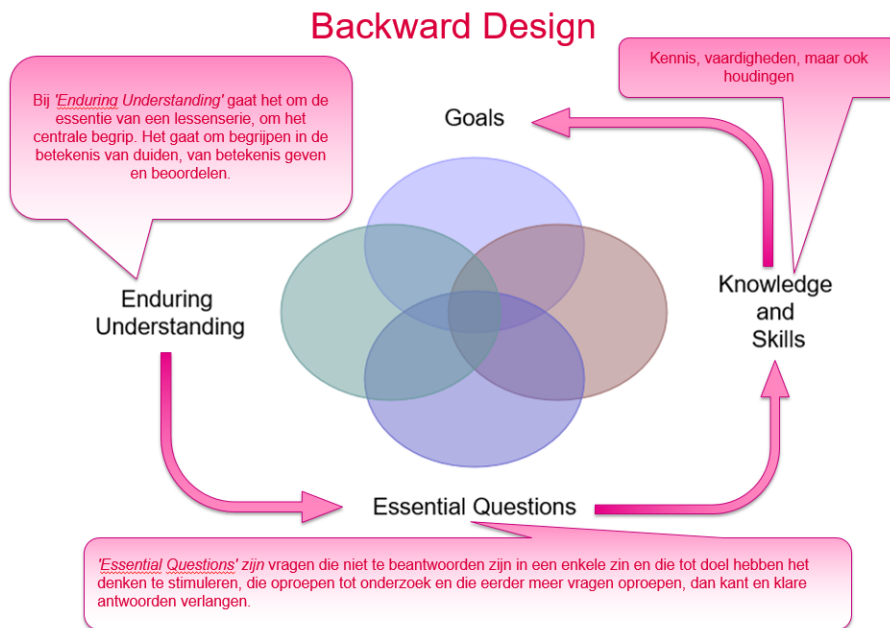 Backward Design
Bij 'Enduring Understanding' gaat het om de
essentie van een lessenserie, om het
centrale begrip. Het gaat om begrijpen in de
betekenis van duiden, van betekenis geven
en beoordelen.
Kennis, vaardigheden, maar ook
houdingen
Goals
Enduring
Understanding
Knowledge
and
Skills
Essential Questions
'Essential Questions' zijn vragen die niet te beantwoorden zijn in een enkele zin en die tot doel hebben het
denken te stimuleren, die oproepen tot onderzoek en die eerder meer vragen oproepen, dan kant en klare
antwoorden verlangen.